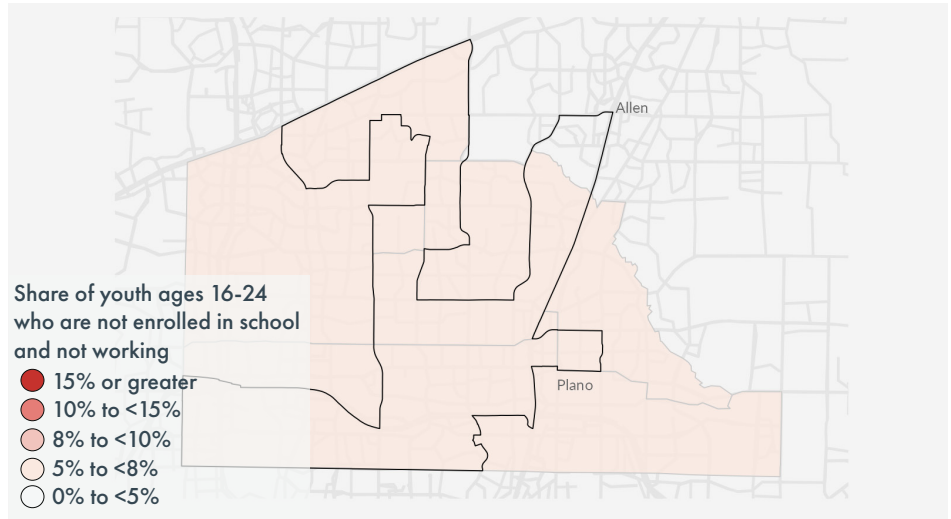 Allen
Share of youth ages 16-24
who are not enrolled in school
and not working
15% or greater
10% to <15%
8% to <10%
5% to <8%
0% to <5%
Plano